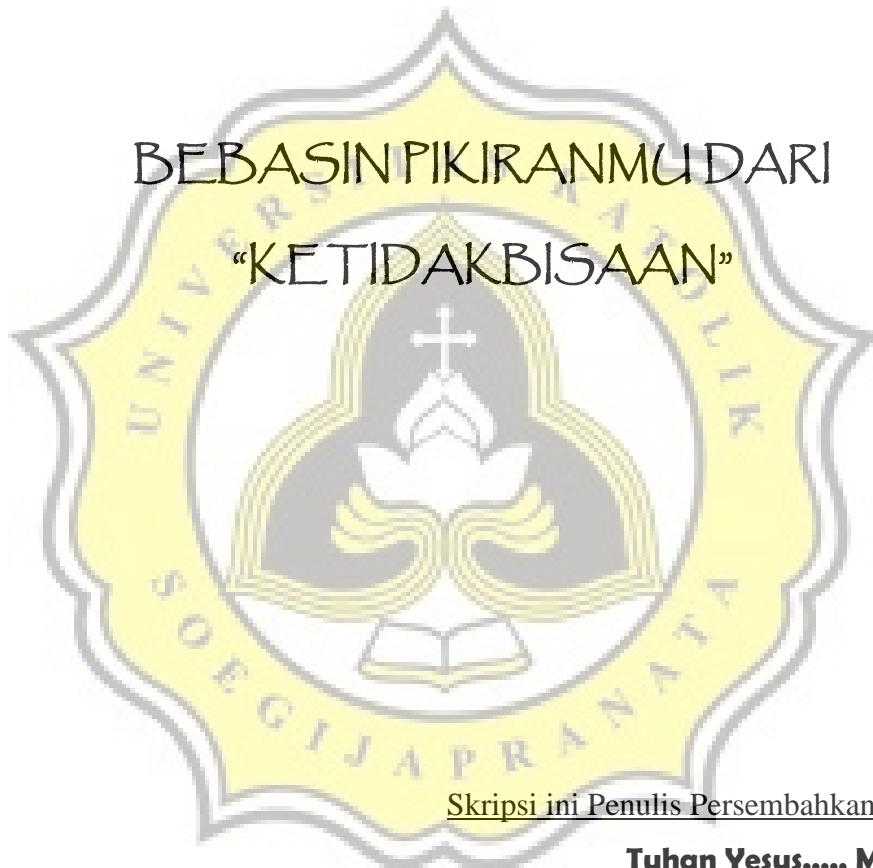 BEBASIN PIKIRANMU DARI
“KETIDAKBISAAN”
UNIVERSITAS KATOLIK
SOEGIJAPRANATA
Skripsi ini Penulis Persembahkan
Tuhan Yesus..... M